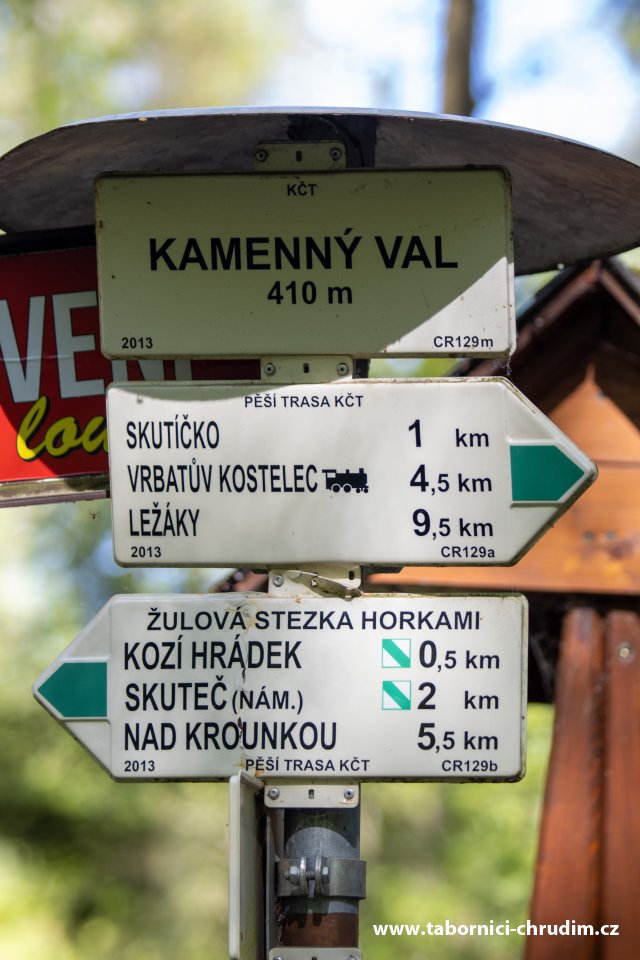 KČT
KAMENNÝ VAL
410 m
2013 CR129m
VEN
lou
PĚŠÍ TRASA KČT
SKUTÍČKO 1 km
VRBATŮV KOSTELEC 4,5 km
LEŽÁKY 9,5 km
2013 CR129a
ŽULOVÁ STEZKA HORKAMI
KOZÍ HRÁDEK 0,5 km
SKUTEČ (NÁM.) 2 km
NAD KROUNKOU 5,5 km
2013 PĚŠÍ TRASA KČT CR129b
www.tabornici-chrudim.cz